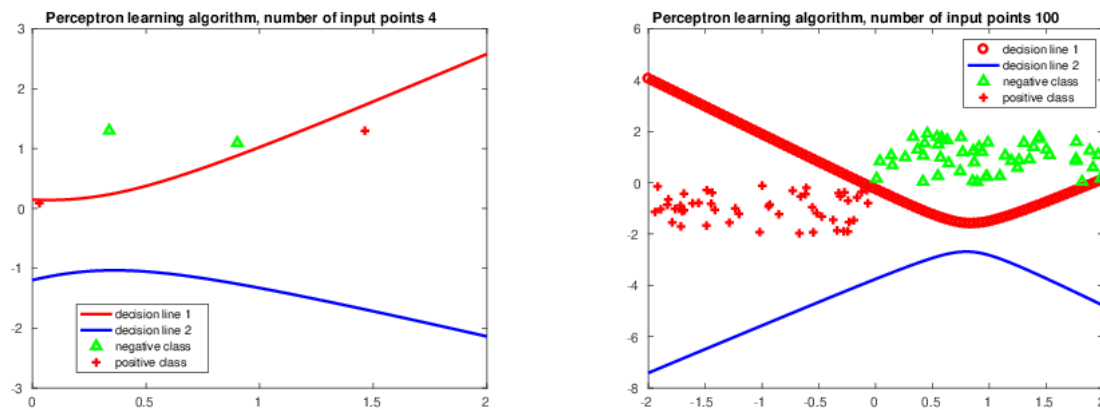 Perceptron learning algorithm, number of input points 4
3
2
1
0
-1
-2
-3
0
0.5
1
1.5
2
decision line 1
decision line 2
negative class
positive class
Perceptron learning algorithm, number of input points 100
6
4
2
0
-2
-4
-6
-8
-2
-1.5
-1
-0.5
0
0.5
1
1.5
2
decision line 1
decision line 2
negative class
positive class